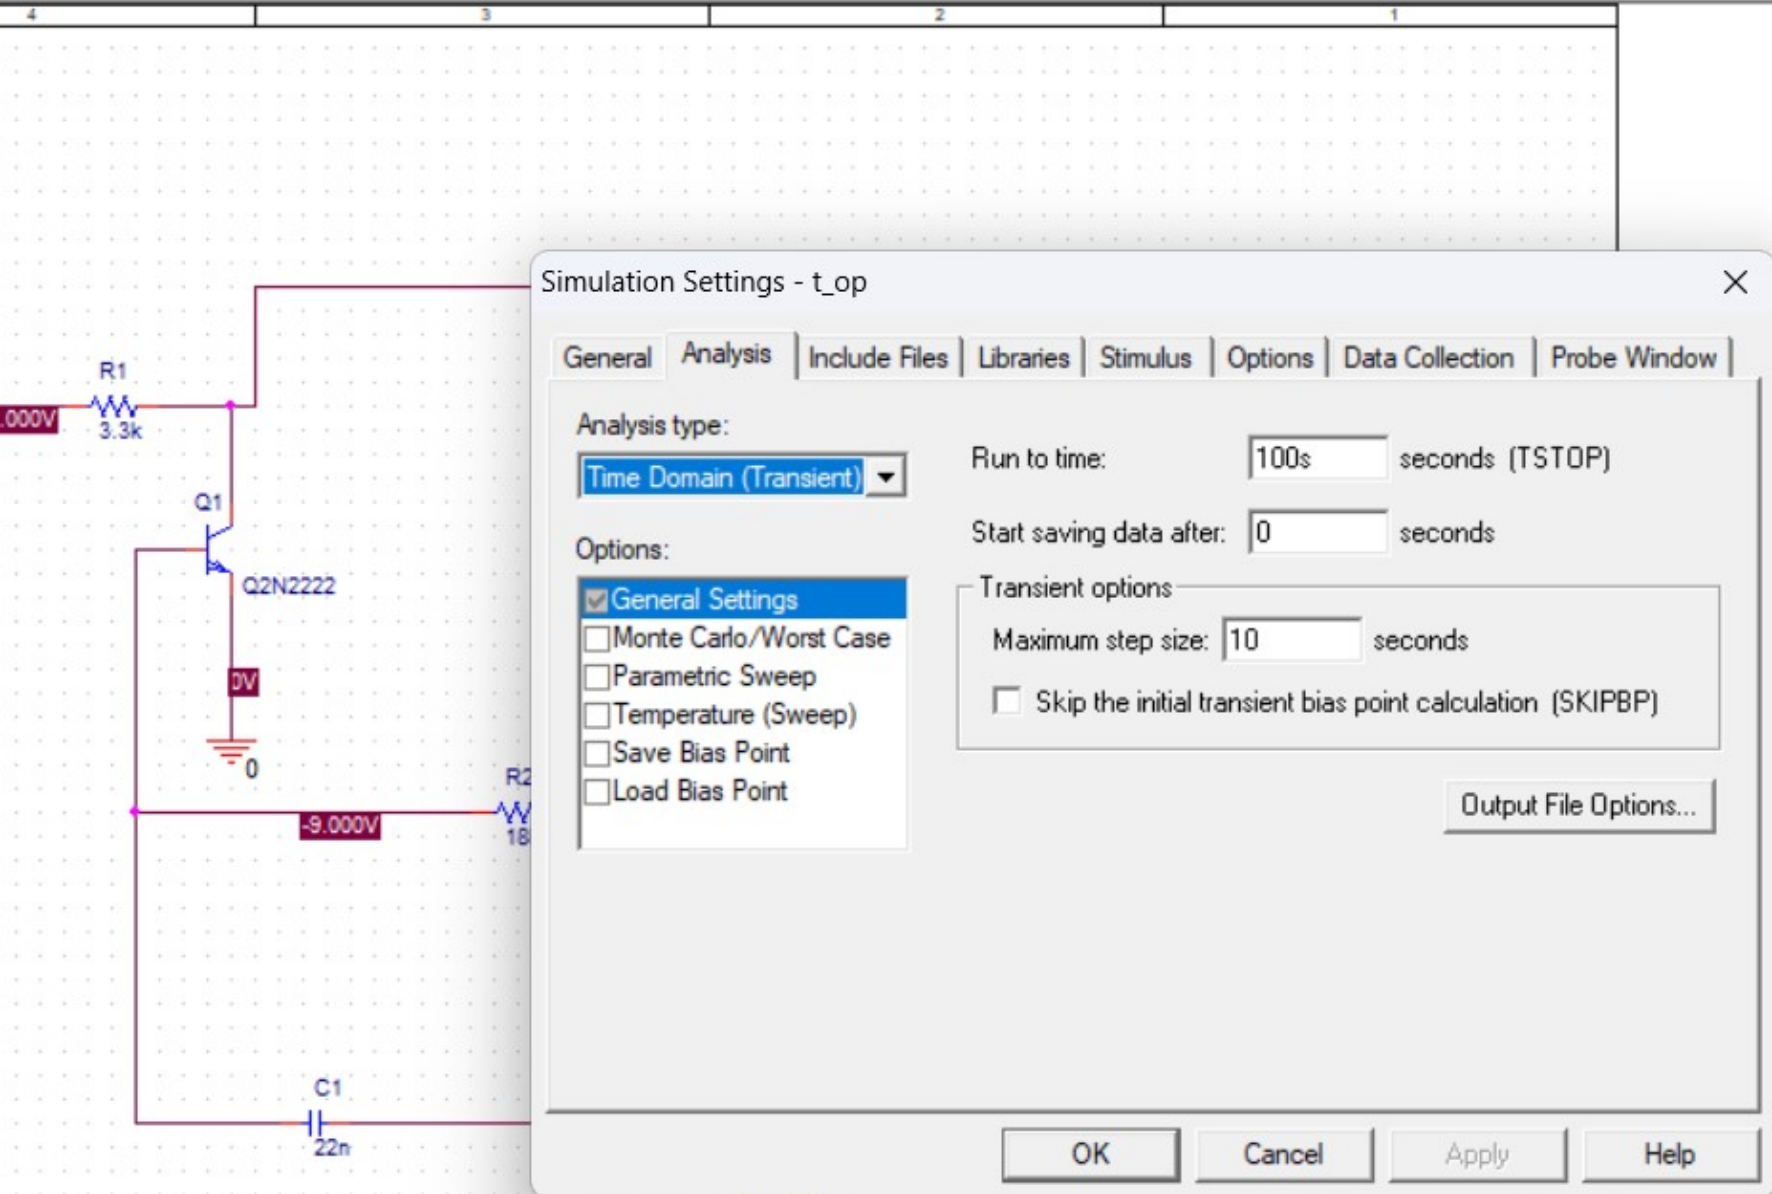 4 3 2 1
Simulation Settings - t_op
General Analysis Include Files Libraries Stimulus Options Data Collection Probe Window
R1
.000V
3.3k
Q1
Q2N2222
0V
0
R2
-9.000V
18
C1
22n
Analysis type:
Time Domain (Transient)
Options:
General Settings
Monte Carlo/Worst Case
Parametric Sweep
Temperature (Sweep)
Save Bias Point
Load Bias Point
Run to time: 100s seconds (TSTOP)
Start saving data after: 0 seconds
Transient options
Maximum step size: 10 seconds
Skip the initial transient bias point calculation (SKIPBP)
Output File Options...
OK Cancel Apply Help